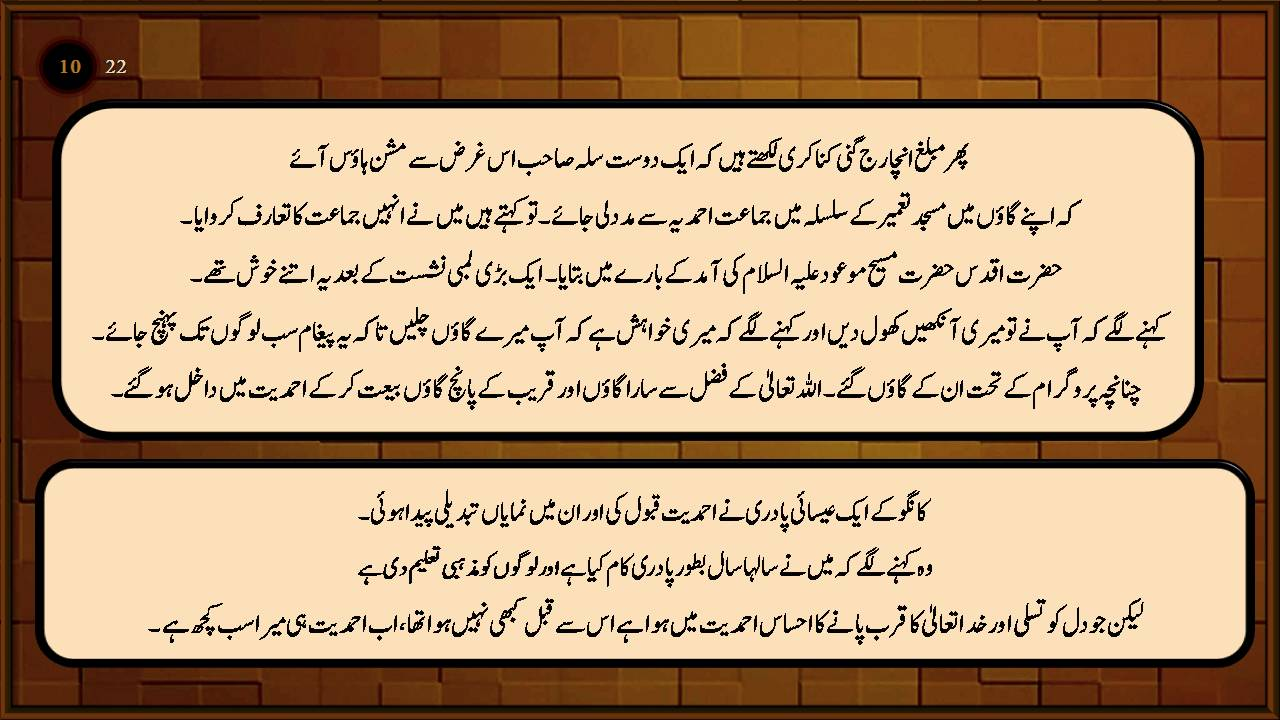 10 22
پھر مبلغ انچارج گنی کناکری لکھتے ہیں کہ ایک دوست سلہ صاحب اس غرض سے مشن ہاؤس آئے
کہ اپنے گاؤں میں مسجد تعمیر کے سلسلہ میں جماعت احمدیہ سے مدد لی جائے۔ تو کہتے ہیں میں نے انہیں جماعت کا تعارف کروایا۔
حضرت اقدس حضرت مسیح موعود علیہ السلام کی آمد کے بارے میں بتایا۔ ایک بڑی لمبی نشست کے بعد یہ اتنے خوش تھے۔
کہنے لگے کہ آپ نے تو میری آنکھیں کھول دیں اور کہنے لگے کہ میری خواہش ہے کہ آپ میرے گاؤں چلیں تاکہ یہ پیغام سب لوگوں تک پہنچ جائے۔
چنانچہ پروگرام کے تحت ان کے گاؤں گئے۔ اللہ تعالیٰ کے فضل سے سارا گاؤں اور قریب کے پانچ گاؤں بیعت کر کے احمدیت میں داخل ہو گئے۔
کانگو کے ایک عیسائی پادری نے احمدیت قبول کی اور ان میں نمایاں تبدیلی پیدا ہوئی۔
وہ کہنے لگے کہ میں نے سالہا سال بطور پادری کام کیا ہے اور لوگوں کو مذہبی تعلیم دی ہے
لیکن جو دل کو تسلی اور خدا تعالیٰ کا قرب پانے کا احساس احمدیت میں ہوا ہے اس سے قبل کبھی نہیں ہوا تھا، اب احمدیت ہی میرا سب کچھ ہے۔